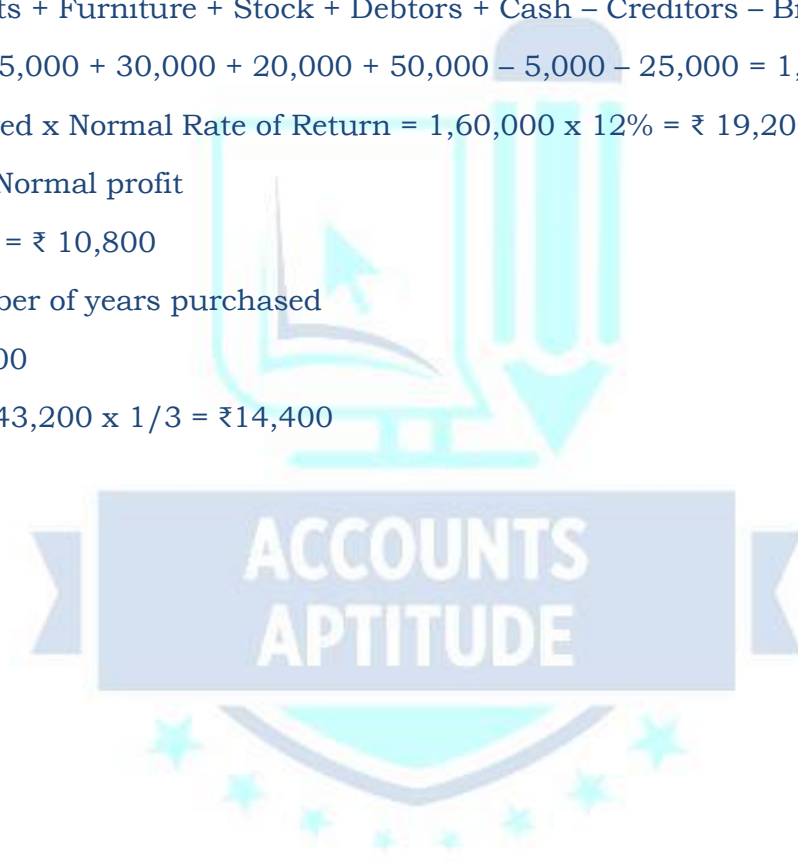 ts + Furniture + Stock + Debtors + Cash – Creditors – B
5,000 + 30,000 + 20,000 + 50,000 – 5,000 – 25,000 = 1,
ed x Normal Rate of Return = 1,60,000 x 12% = ₹ 19,20
Normal profit
= ₹ 10,800
ber of years purchased
00
43,200 x 1/3 = ₹14,400
ACCOUNTS
APTITUDE